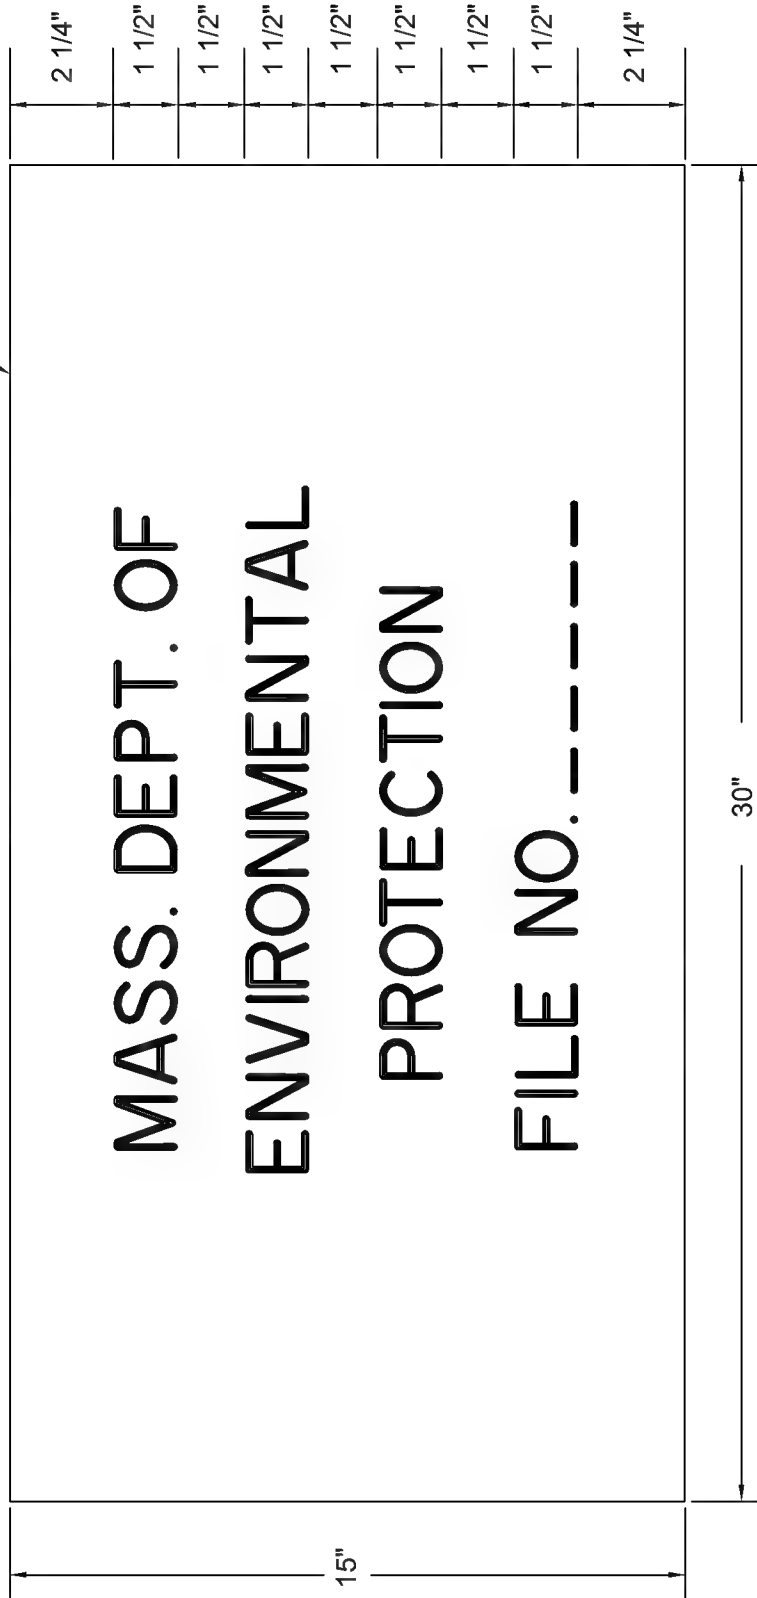 MASS. DEPT. OF
ENVIRONMENTAL
PROTECTION
FILE NO._ _ _ _ _ _
2 1/4"
1 1/2"
1 1/2"
1 1/2"
1 1/2"
1 1/2"
1 1/2"
1 1/2"
2 1/4"
15"
30"